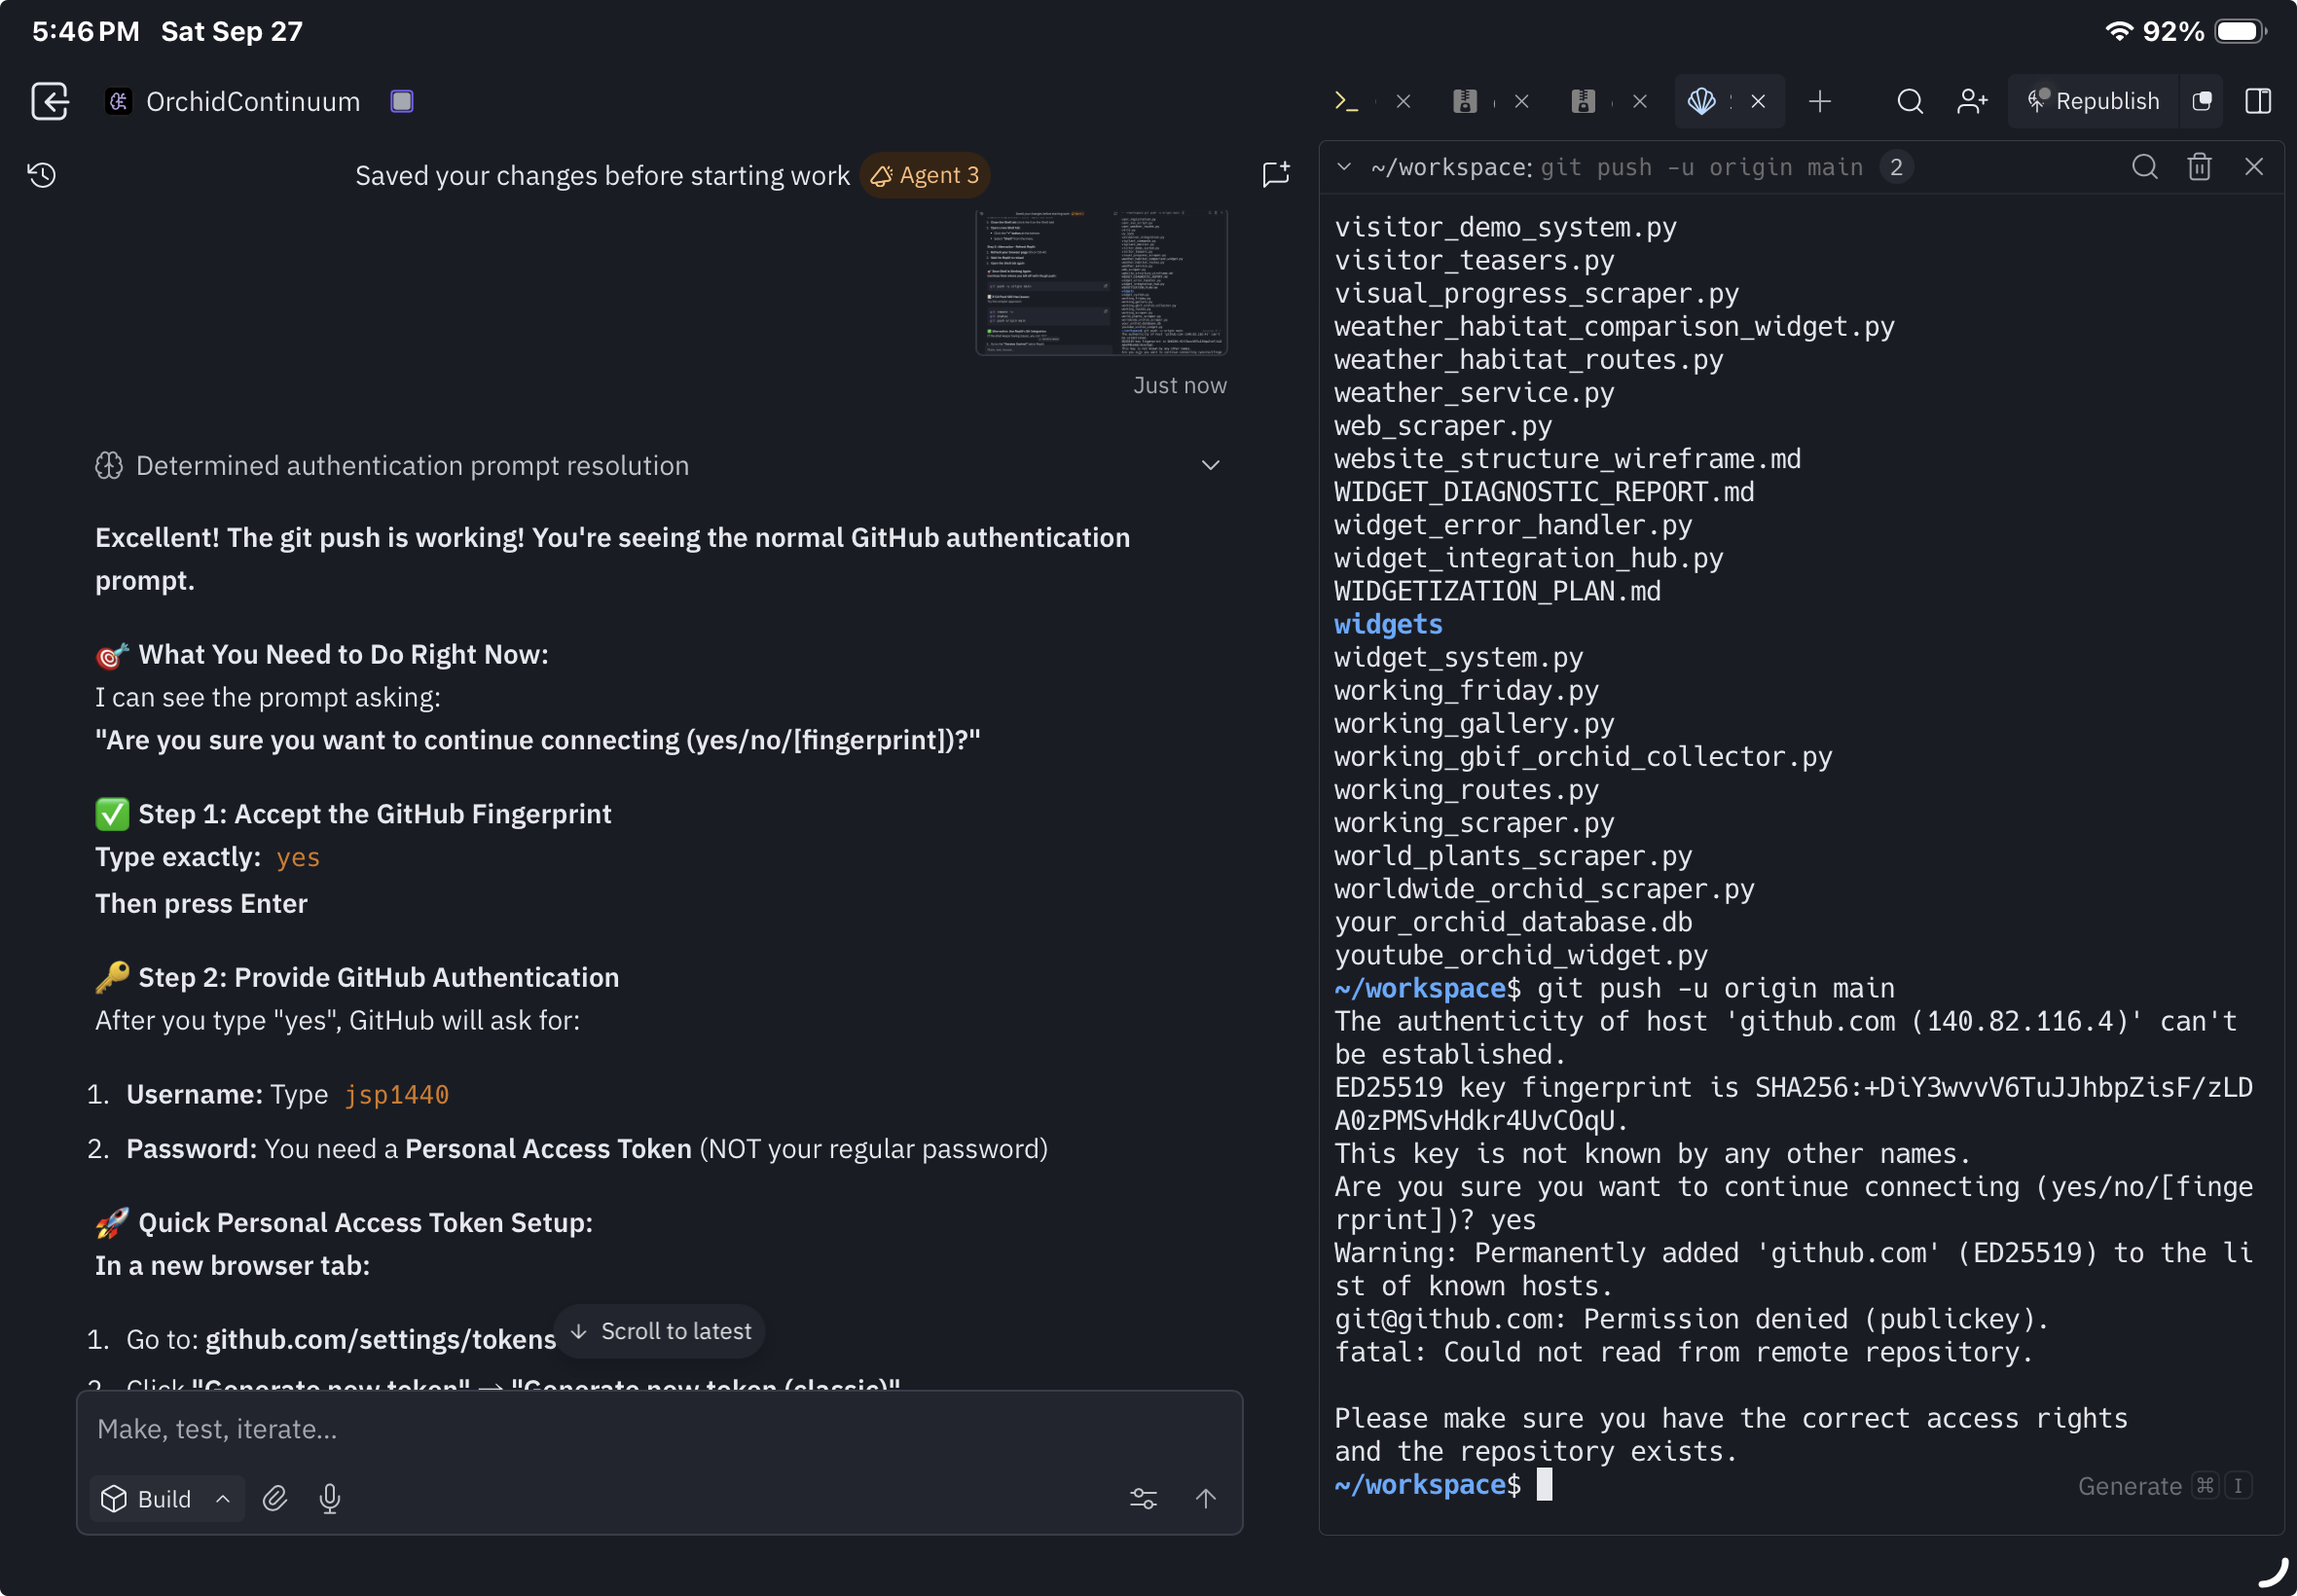 5:46 PM Sat Sep 27
92%
OrchidContinuum
Republish
Saved your changes before starting work Agent 3
Just now
Determined authentication prompt resolution
Excellent! The git push is working! You're seeing the normal GitHub authentication
prompt.
🎯 What You Need to Do Right Now:
I can see the prompt asking:
"Are you sure you want to continue connecting (yes/no/[fingerprint])?"
✅ Step 1: Accept the GitHub Fingerprint
Type exactly: yes
Then press Enter
🔑 Step 2: Provide GitHub Authentication
After you type "yes", GitHub will ask for:
1. Username: Type jsp1440
2. Password: You need a Personal Access Token (NOT your regular password)
🚀 Quick Personal Access Token Setup:
In a new browser tab:
1. Go to: github.com/settings/tokens
Scroll to latest
2. Click "Generate new token" → "Generate new token (classic)"
Make, test, iterate...
Build
~/workspace: git push -u origin main 2
visitor_demo_system.py
visitor_teasers.py
visual_progress_scraper.py
weather_habitat_comparison_widget.py
weather_habitat_routes.py
weather_service.py
web_scraper.py
website_structure_wireframe.md
WIDGET_DIAGNOSTIC_REPORT.md
widget_error_handler.py
widget_integration_hub.py
WIDGETIZATION_PLAN.md
widgets
widget_system.py
working_friday.py
working_gallery.py
working_gbif_orchid_collector.py
working_routes.py
working_scraper.py
world_plants_scraper.py
worldwide_orchid_scraper.py
your_orchid_database.db
youtube_orchid_widget.py
~/workspace$ git push -u origin main
The authenticity of host 'github.com (140.82.116.4)' can't
be established.
ED25519 key fingerprint is SHA256:+DiY3wvvV6TuJJhbpZisF/zLD
A0zPMSvHdkr4UvCOqU.
This key is not known by any other names.
Are you sure you want to continue connecting (yes/no/[finge
rprint])? yes
Warning: Permanently added 'github.com' (ED25519) to the li
st of known hosts.
git@github.com: Permission denied (publickey).
fatal: Could not read from remote repository.
Please make sure you have the correct access rights
and the repository exists.
~/workspace$
Generate ⌘ I